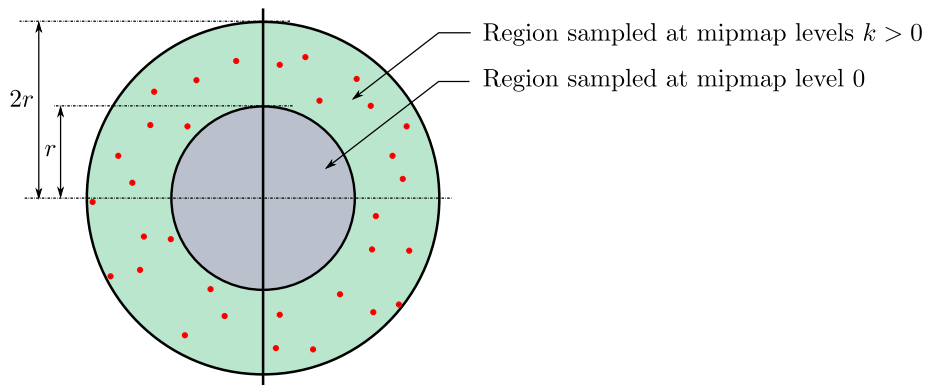 Region sampled at mipmap levels k > 0
Region sampled at mipmap level 0
2r
r